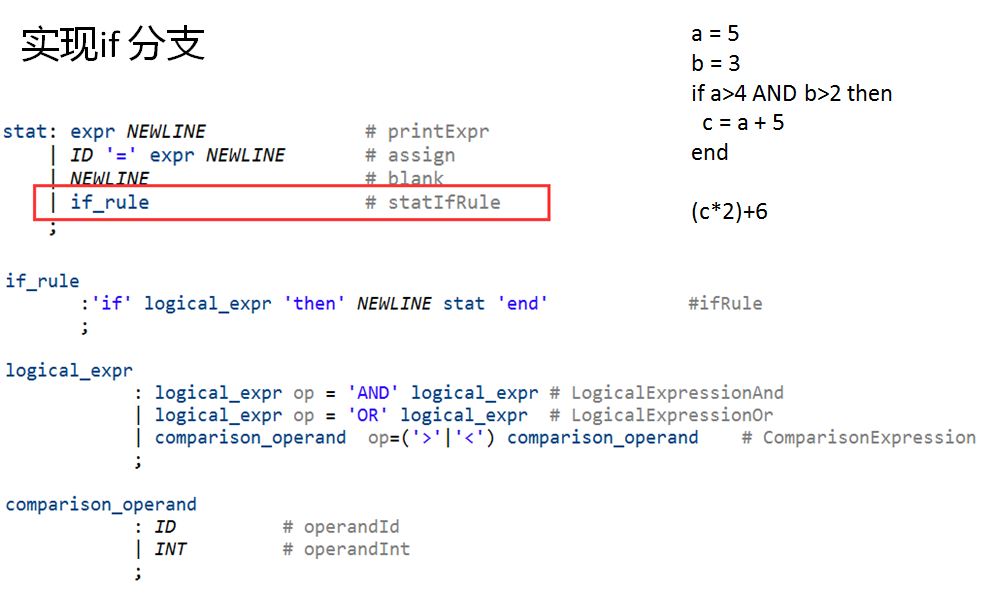 实现if 分支
a = 5
b = 3
if a>4 AND b>2 then
c = a + 5
end
(c*2)+6
stat: expr NEWLINE # printExpr
| ID '=' expr NEWLINE # assign
| NEWLINE # blank
| if_rule # statIfRule
;
if_rule
:'if' logical_expr 'then' NEWLINE stat 'end' #ifRule
;
logical_expr
: logical_expr op = 'AND' logical_expr # LogicalExpressionAnd
| logical_expr op = 'OR' logical_expr # LogicalExpressionOr
| comparison_operand op=('>'|'<') comparison_operand # ComparisonExpression
;
comparison_operand
: ID # operandId
| INT # operandInt
;